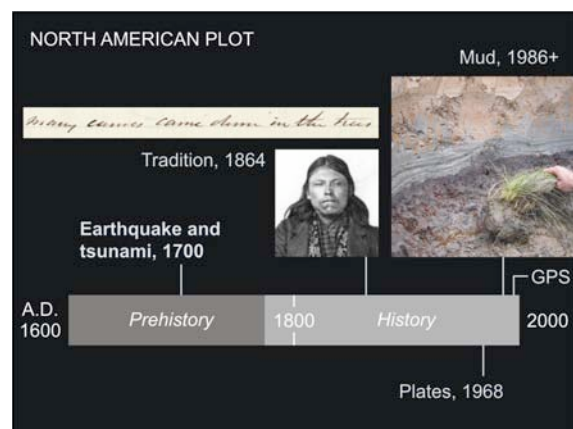 NORTH AMERICAN PLOT
Mud, 1986+
many canoes came down in the trees
Tradition, 1864
Earthquake and
tsunami, 1700
GPS
A.D.
1600
Prehistory
1800
History
2000
Plates, 1968